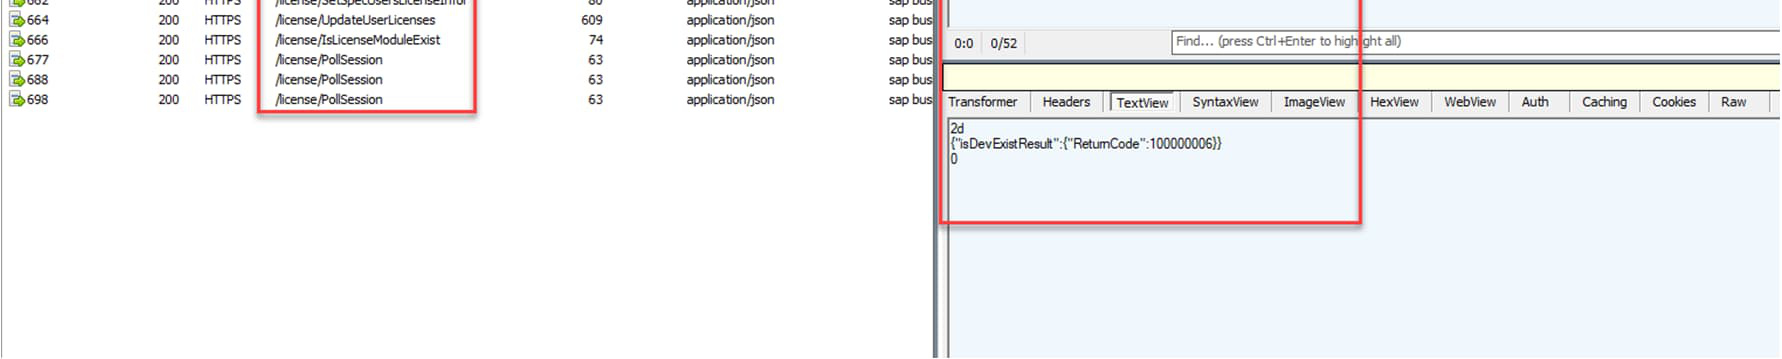 662 200 HTTPS /license/SetSpecUsersLicenseInfor 80 application/json sap bus
664 200 HTTPS /license/UpdateUserLicenses 609 application/json sap bus
666 200 HTTPS /license/IsLicenseModuleExist 74 application/json sap bus
677 200 HTTPS /license/PollSession 63 application/json sap bus
688 200 HTTPS /license/PollSession 63 application/json sap bus
698 200 HTTPS /license/PollSession 63 application/json sap bus
0:0 0/52 Find... (press Ctrl+Enter to highlight all)
Transformer Headers TextView SyntaxView ImageView HexView WebView Auth Caching Cookies Raw
2d
{"isDevExistResult":{"ReturnCode":100000006}}
0